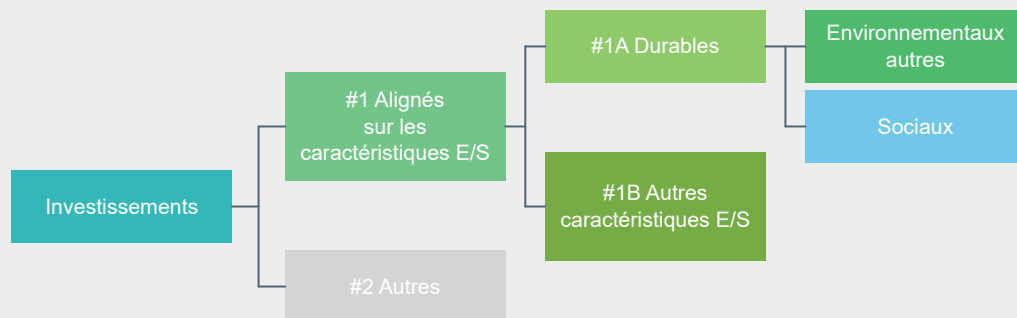 Investissements
#1 Alignés
sur les
caractéristiques E/S
#2 Autres
#1A Durables
#1B Autres
caractéristiques E/S
Environnementaux
autres
Sociaux